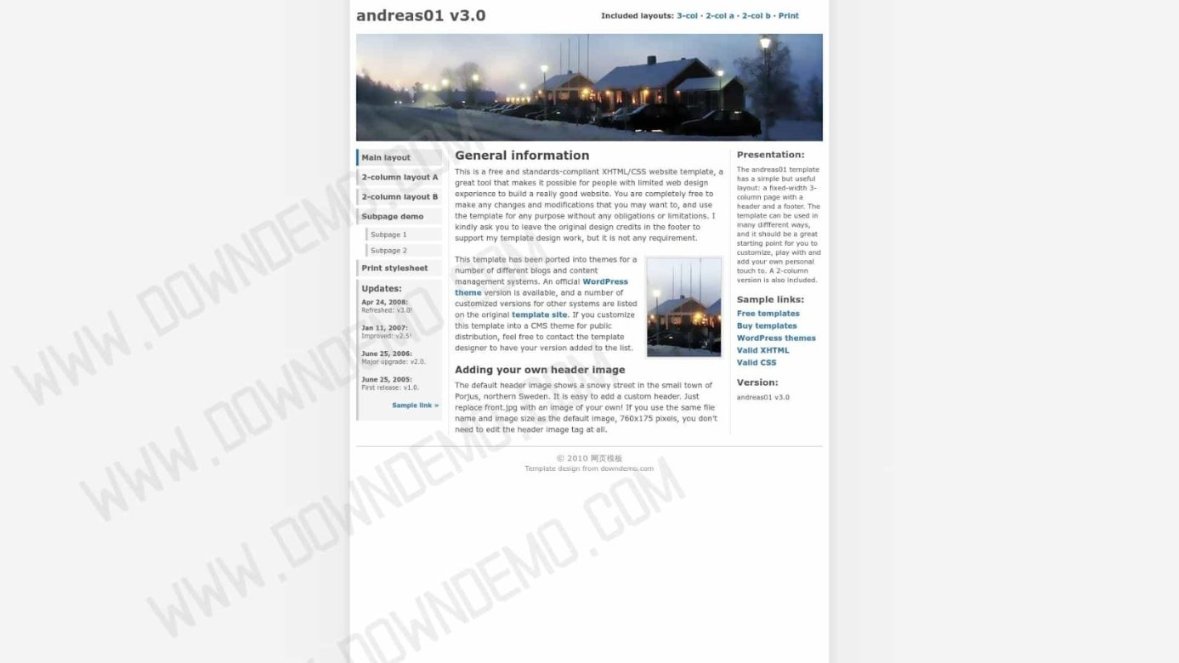 andreas01 v3.0
Included layouts: 3-col · 2-col a · 2-col b · Print
Main layout
2-column layout A
2-column layout B
Subpage demo
Subpage 1
Subpage 2
Print stylesheet
Updates:
Apr 24, 2008:
Refreshed: v3.0!
Jan 11, 2007:
Improved: v2.5!
June 25, 2006:
Major upgrade: v2.0.
June 25, 2005:
First release: v1.0.
Sample link »
General information
This is a free and standards-compliant XHTML/CSS website template, a
great tool that makes it possible for people with limited web design
experience to build a really good website. You are completely free to
make any changes and modifications that you may want to, and use
the template for any purpose without any obligations or limitations. I
kindly ask you to leave the original design credits in the footer to
support my template design work, but it is not any requirement.
This template has been ported into themes for a
number of different blogs and content
management systems. An official WordPress
theme version is available, and a number of
customized versions for other systems are listed
on the original template site. If you customize
this template into a CMS theme for public
distribution, feel free to contact the template
designer to have your version added to the list.
Adding your own header image
The default header image shows a snowy street in the small town of
Porjus, northern Sweden. It is easy to add a custom header. Just
replace front.jpg with an image of your own! If you use the same file
name and image size as the default image, 760x175 pixels, you don't
need to edit the header image tag at all.
Presentation:
The andreas01 template
has a simple but useful
layout: a fixed-width 3-
column page with a
header and a footer. The
template can be used in
many different ways,
and it should be a great
starting point for you to
customize, play with and
add your own personal
touch to. A 2-column
version is also included.
Sample links:
Free templates
Buy templates
WordPress themes
Valid XHTML
Valid CSS
Version:
andreas01 v3.0
© 2010 网页模板
Template design from downdemo.com
WWW.DOWNDEMO.COM
WWW.DOWNDEMO.COM
WWW.DOWNDEMO.COM
WWW.DOWNDEMO.COM